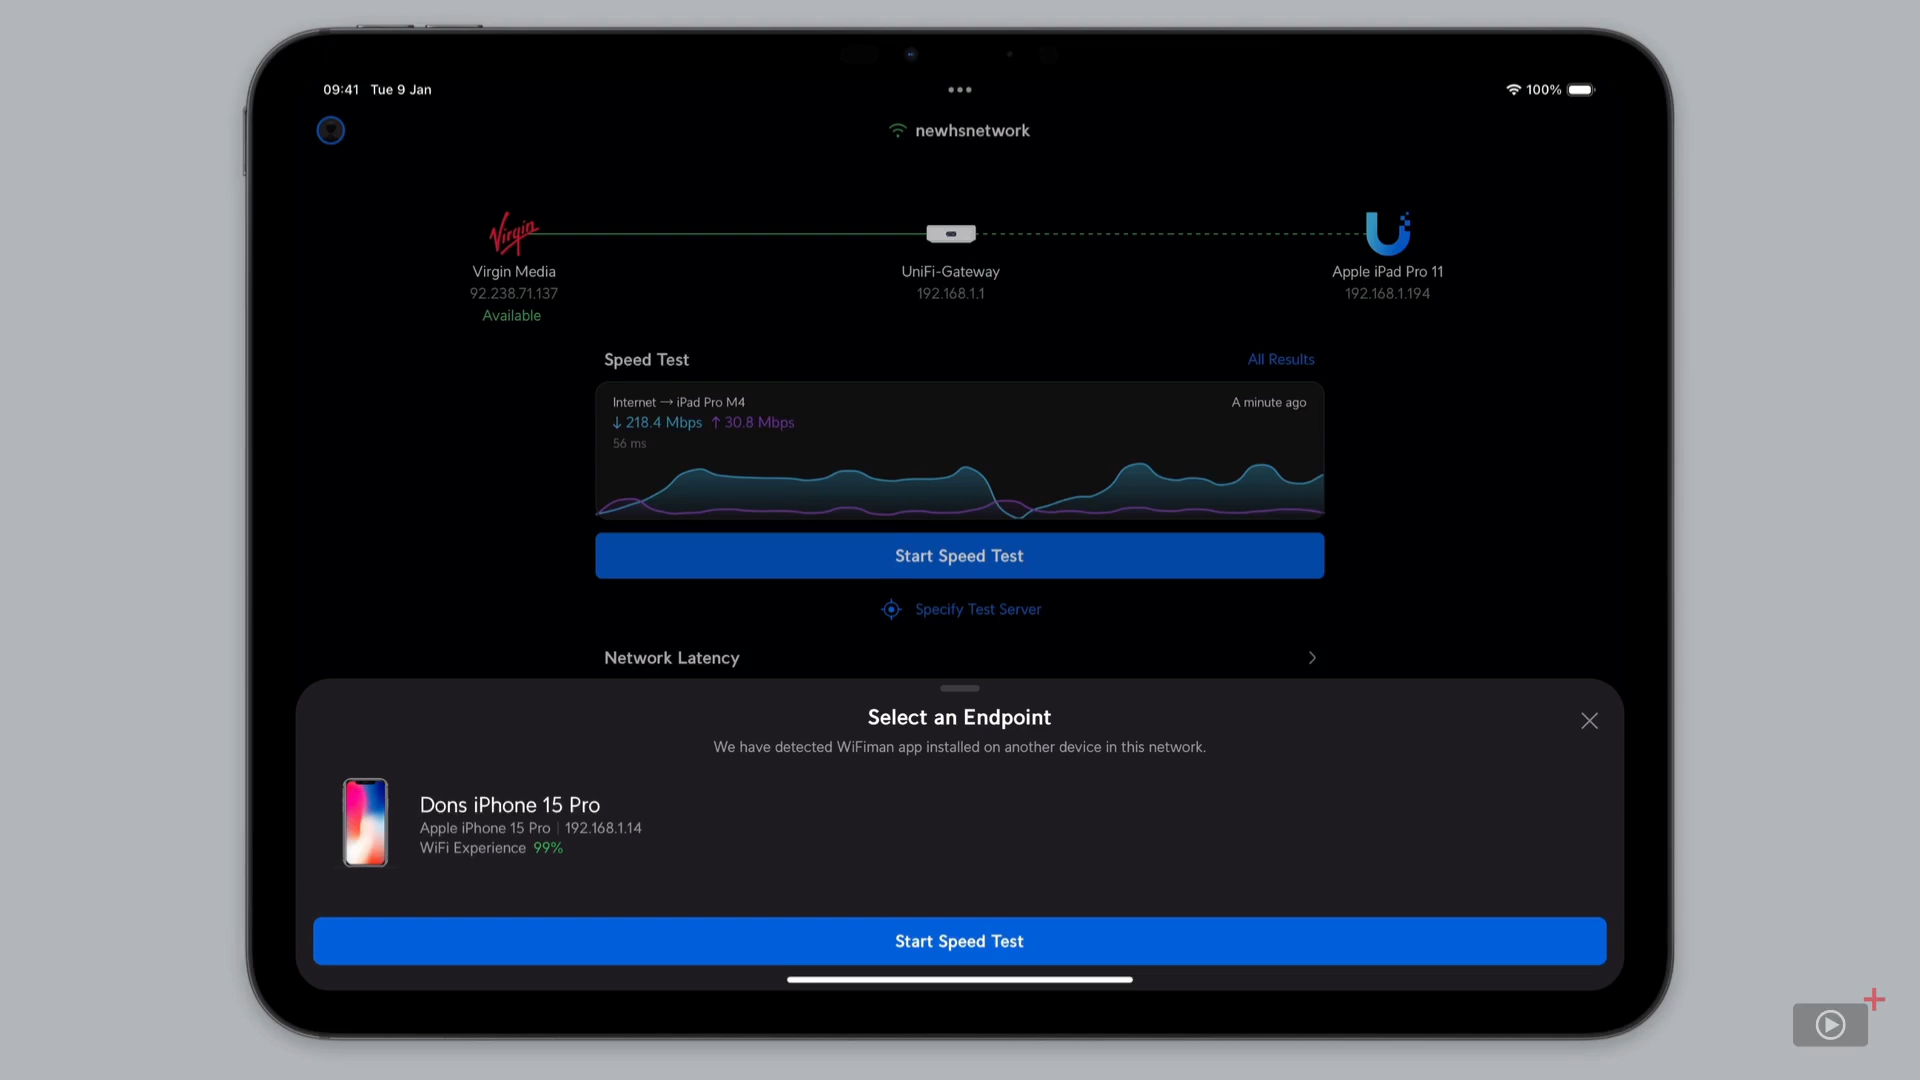 09:41 Tue 9 Jan
100%
newhsnetwork
Virgin
Virgin Media
92.238.71.137
Available
UniFi-Gateway
192.168.1.1
Apple iPad Pro 11
192.168.1.194
Speed Test
All Results
Internet → iPad Pro M4
A minute ago
↓ 218.4 Mbps ↑ 30.8 Mbps
56 ms
Start Speed Test
Specify Test Server
Network Latency
Select an Endpoint
We have detected WiFiman app installed on another device in this network.
Dons iPhone 15 Pro
Apple iPhone 15 Pro | 192.168.1.14
WiFi Experience 99%
Start Speed Test